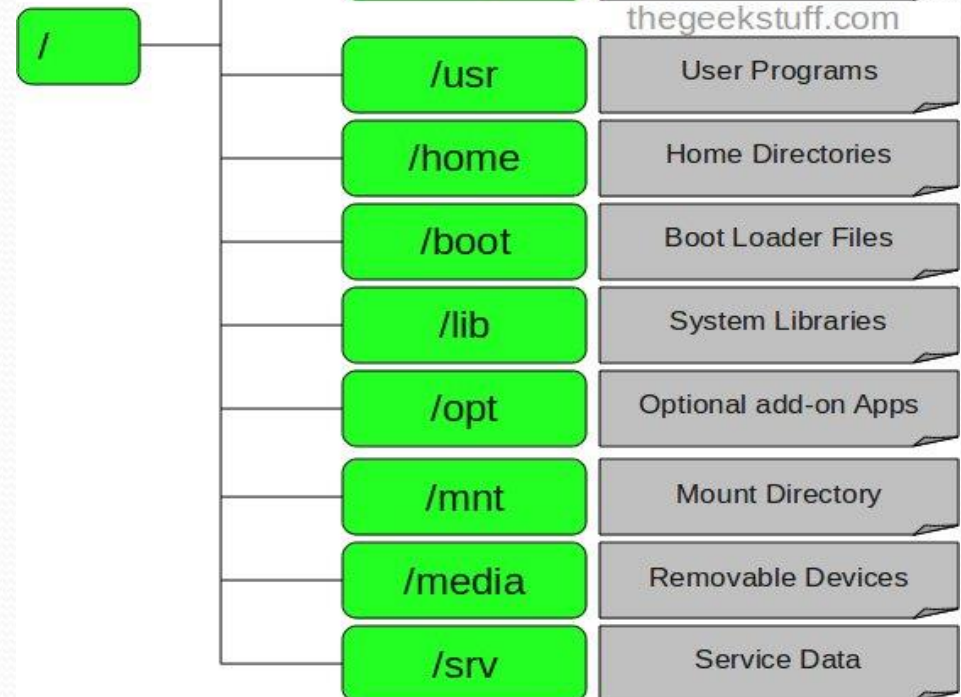 thegeekstuff.com
/
/usr User Programs
/home Home Directories
/boot Boot Loader Files
/lib System Libraries
/opt Optional add-on Apps
/mnt Mount Directory
/media Removable Devices
/srv Service Data